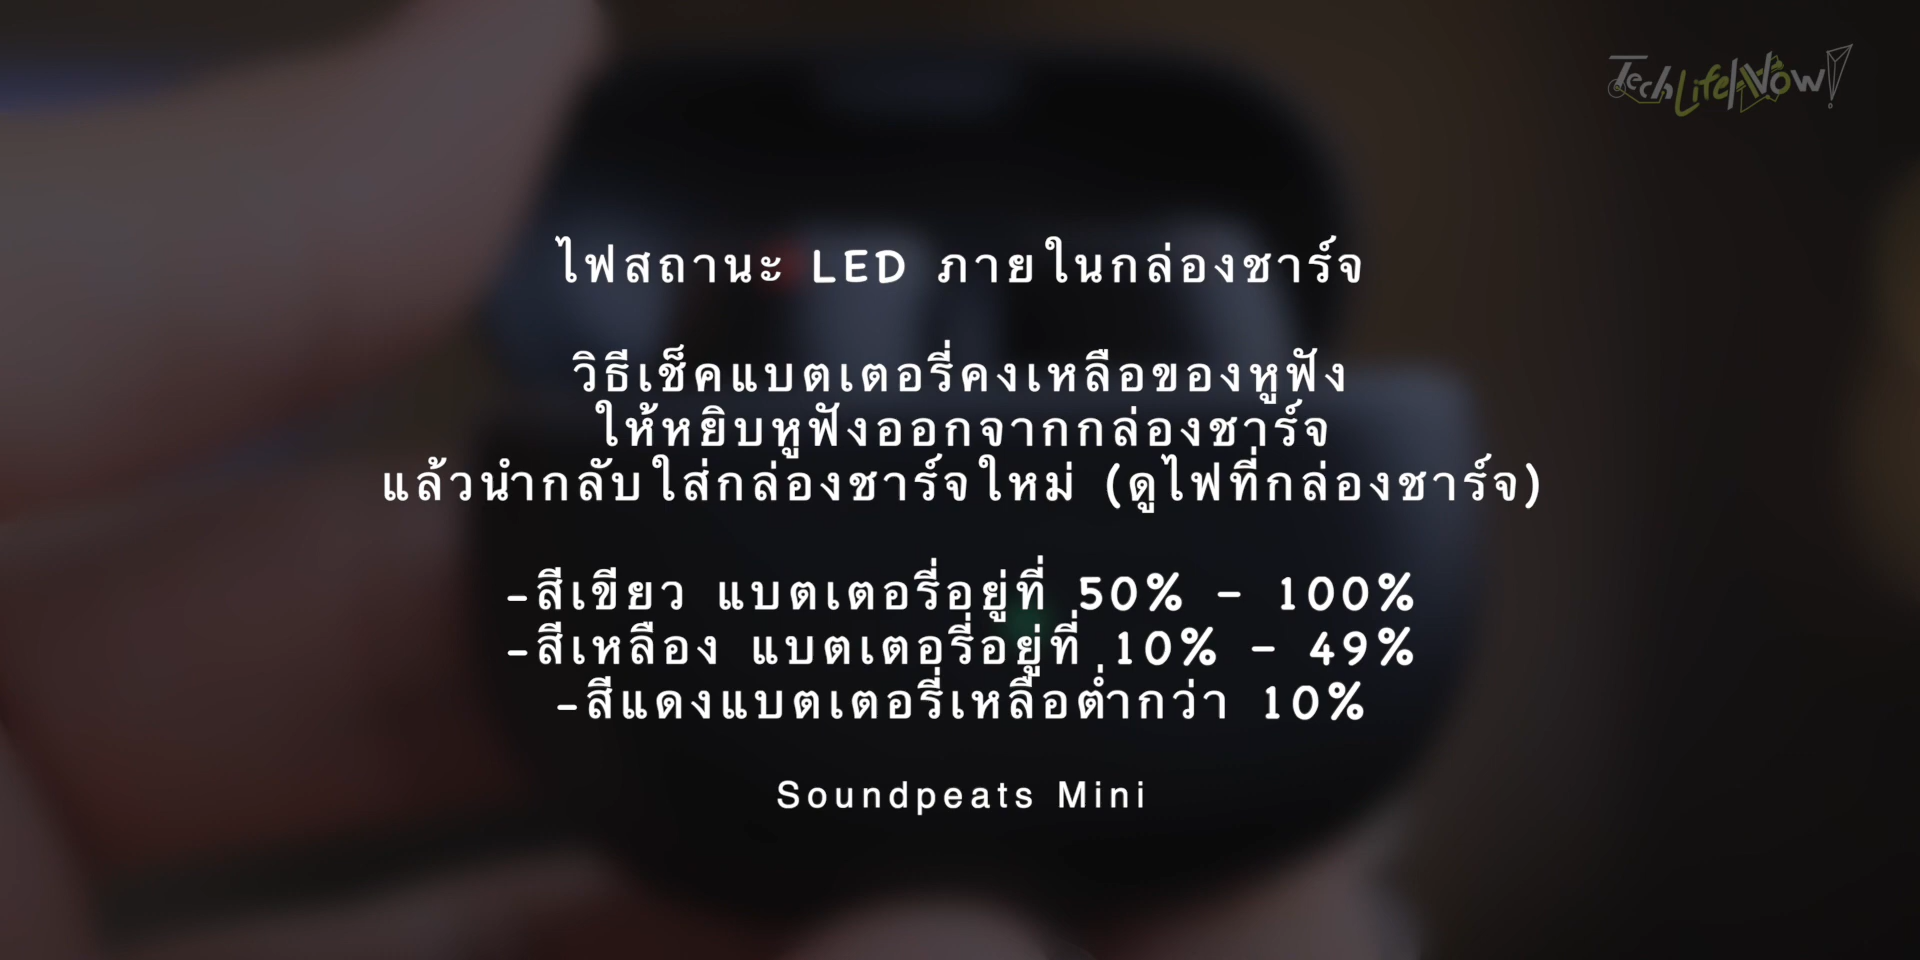 Tech Life Now!
ไฟสถานะ LED ภายในกล่องชาร์จ
วิธีเช็คแบตเตอรี่คงเหลือของหูฟัง
ให้หยิบหูฟังออกจากกล่องชาร์จ
แล้วนำกลับใส่กล่องชาร์จใหม่ (ดูไฟที่กล่องชาร์จ)
-สีเขียว แบตเตอรี่อยู่ที่ 50% - 100%
-สีเหลือง แบตเตอรี่อยู่ที่ 10% - 49%
-สีแดงแบตเตอรี่เหลือต่ำกว่า 10%
Soundpeats Mini